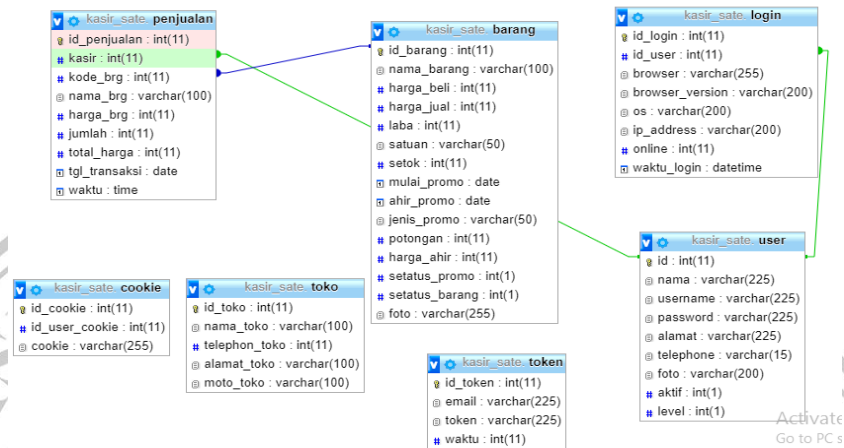 kasir_sate. penjualan
id_penjualan : int(11)
kasir : int(11)
kode_brg : int(11)
nama_brg : varchar(100)
harga_brg : int(11)
jumlah : int(11)
total_harga : int(11)
tgl_transaksi : date
waktu : time
kasir_sate. barang
id_barang : int(11)
nama_barang : varchar(100)
harga_beli : int(11)
harga_jual : int(11)
laba : int(11)
satuan : varchar(50)
setok : int(11)
mulai_promo : date
ahir_promo : date
jenis_promo : varchar(50)
potongan : int(11)
harga_ahir : int(11)
setatus_promo : int(1)
setatus_barang : int(1)
foto : varchar(255)
kasir_sate. login
id_login : int(11)
id_user : int(11)
browser : varchar(255)
browser_version : varchar(200)
os : varchar(200)
ip_address : varchar(200)
online : int(11)
waktu_login : datetime
kasir_sate. user
id : int(11)
nama : varchar(225)
username : varchar(225)
password : varchar(225)
alamat : varchar(225)
telephone : varchar(15)
foto : varchar(200)
aktif : int(1)
level : int(1)
kasir_sate. cookie
id_cookie : int(11)
id_user_cookie : int(11)
cookie : varchar(255)
kasir_sate. toko
id_toko : int(11)
nama_toko : varchar(100)
telephon_toko : int(11)
alamat_toko : varchar(100)
moto_toko : varchar(100)
kasir_sate. token
id_token : int(11)
email : varchar(225)
token : varchar(225)
waktu : int(11)
Activate
Go to PC s